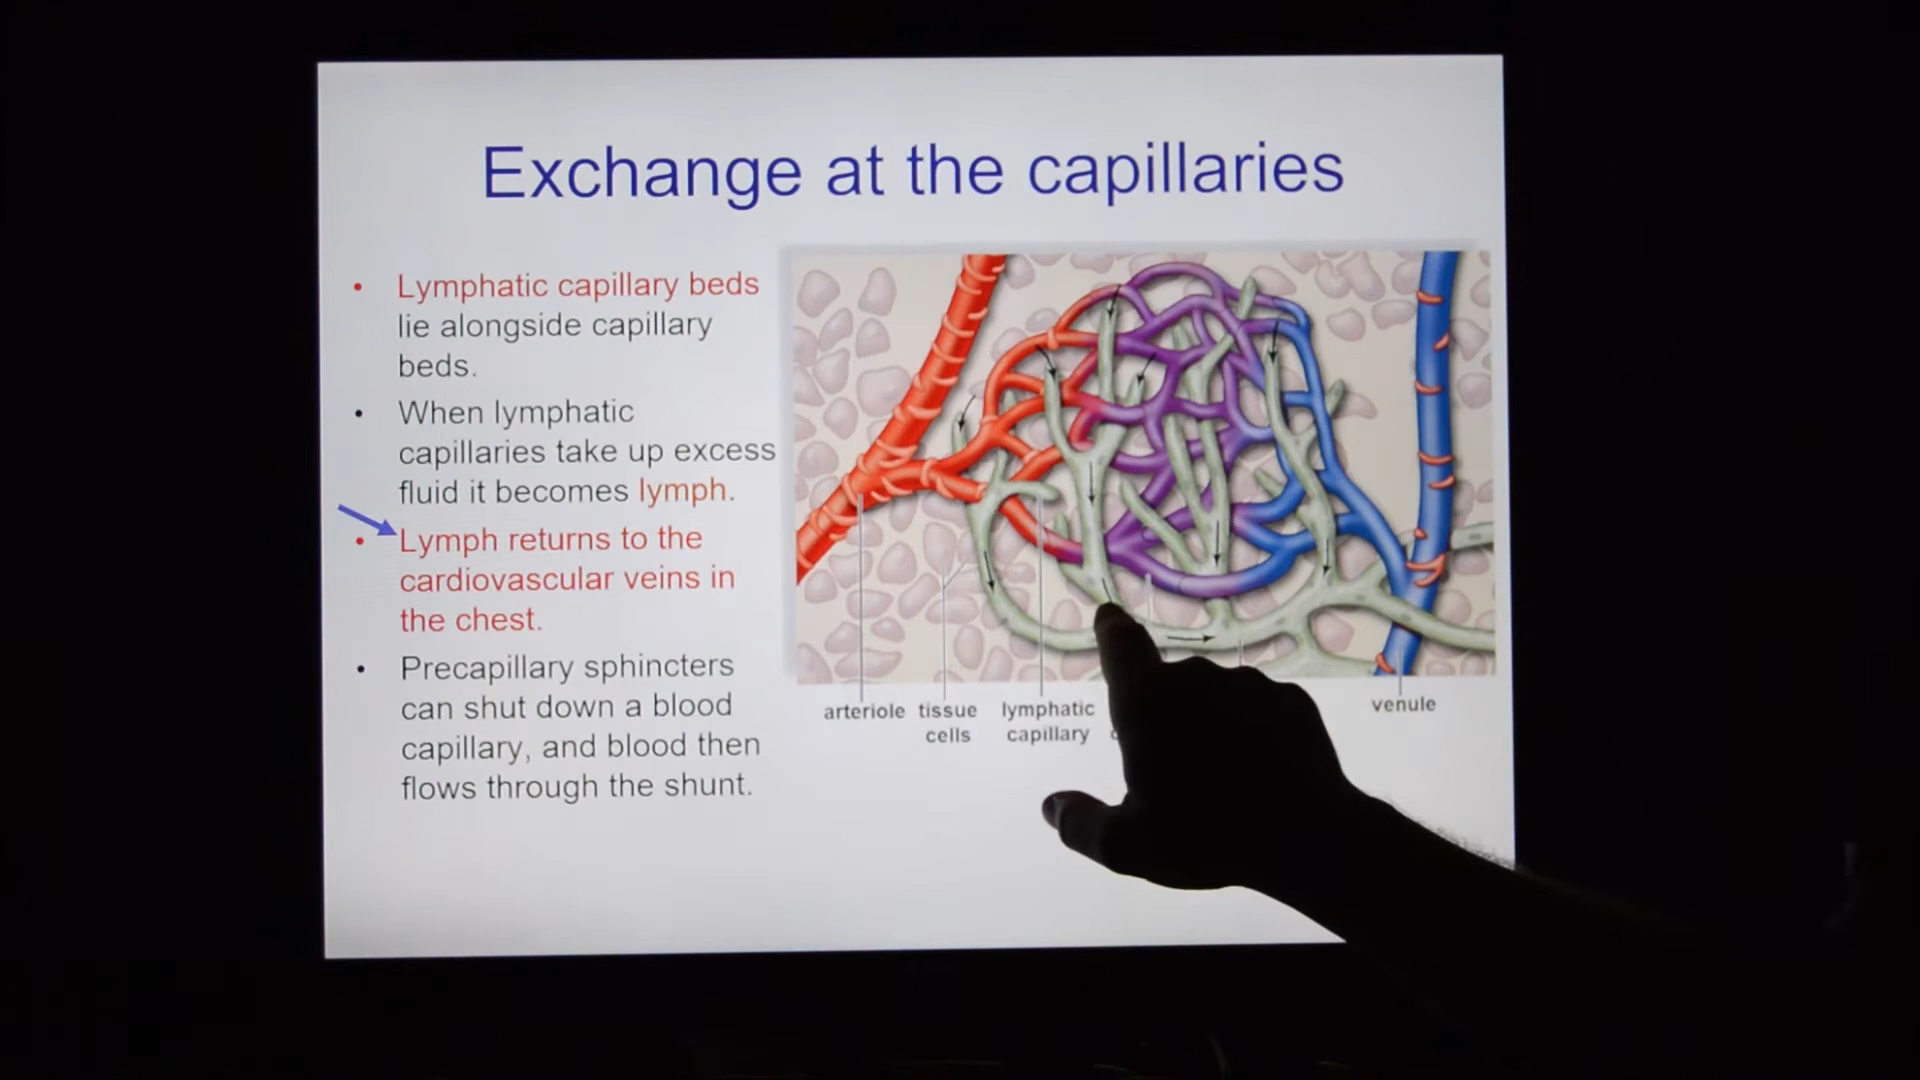 Exchange at the capillaries
• Lymphatic capillary beds
lie alongside capillary
beds.
• When lymphatic
capillaries take up excess
fluid it becomes lymph.
• Lymph returns to the
cardiovascular veins in
the chest.
• Precapillary sphincters
can shut down a blood
capillary, and blood then
flows through the shunt.
arteriole tissue lymphatic venule
cells capillary